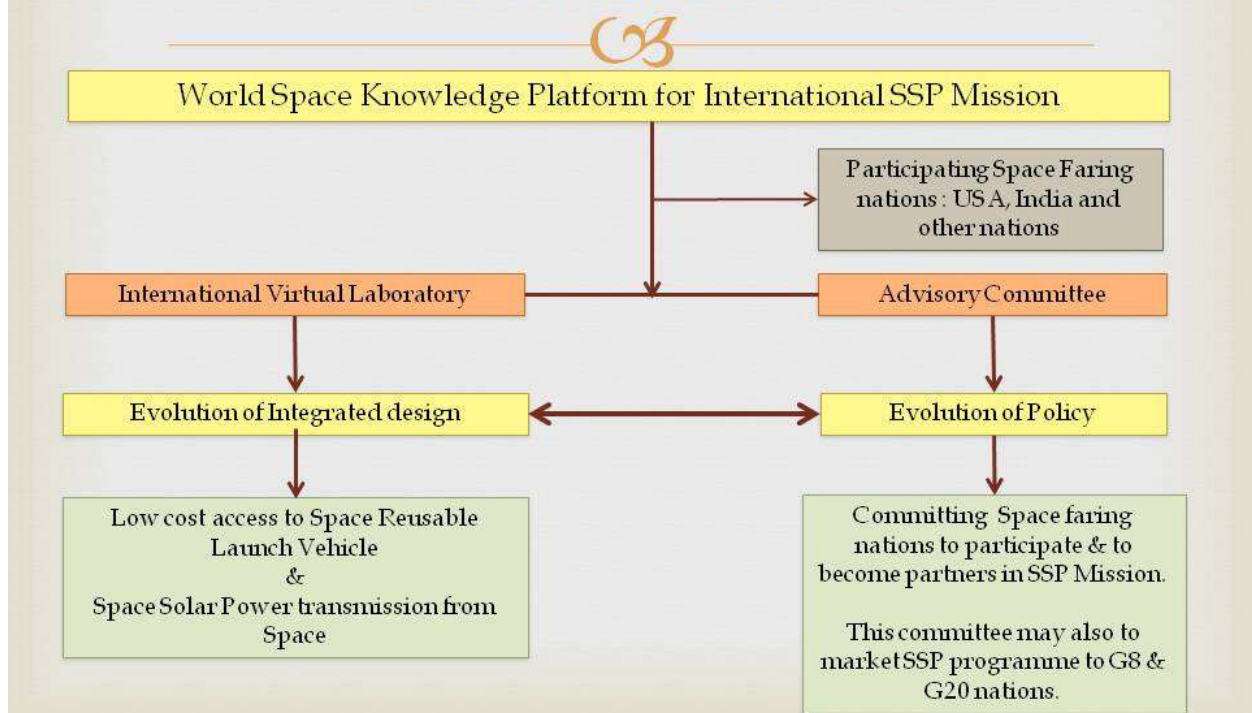 World Space Knowledge Platform for International SSP Mission
Participating Space Faring
nations : USA, India and
other nations
International Virtual Laboratory
Advisory Committee
Evolution of Integrated design
Evolution of Policy
Low cost access to Space Reusable
Launch Vehicle
&
Space Solar Power transmission from
Space
Committing Space faring
nations to participate & to
become partners in SSP Mission.
This committee may also to
market SSP programme to G8 &
G20 nations.